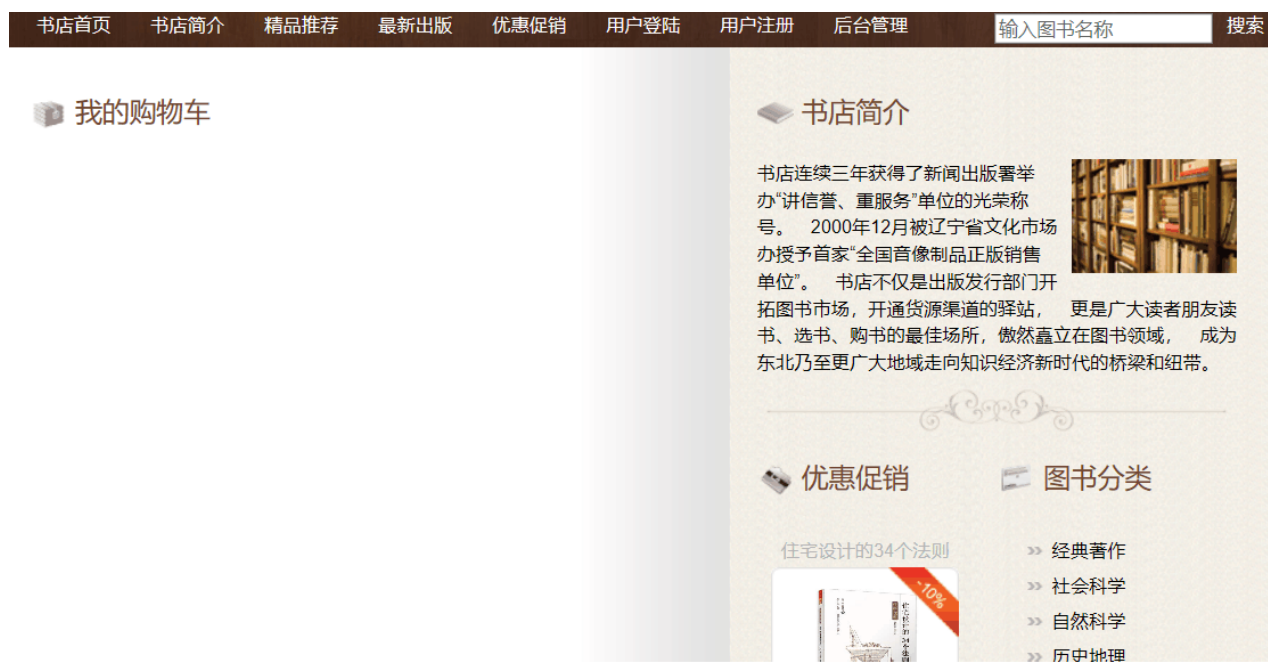 书店首页 书店简介 精品推荐 最新出版 优惠促销 用户登陆 用户注册 后台管理 输入图书名称 搜索
我的购物车
书店简介
书店连续三年获得了新闻出版署举
办“讲信誉、重服务”单位的光荣称
号。 2000年12月被辽宁省文化市场
办授予首家“全国音像制品正版销售
单位”。 书店不仅是出版发行部门开
拓图书市场，开通货源渠道的驿站， 更是广大读者朋友读
书、选书、购书的最佳场所，傲然矗立在图书领域， 成为
东北乃至更广大地域走向知识经济新时代的桥梁和纽带。
优惠促销
住宅设计的34个法则
-10%
图书分类
经典著作
社会科学
自然科学
历史地理